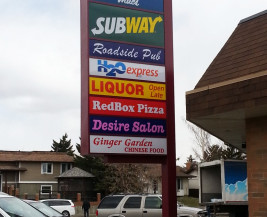 SUBWAY
Roadside Pub
H2O express
LIQUOR Open Late
RedBox Pizza
Desire Salon
Ginger Garden
CHINESE FOOD